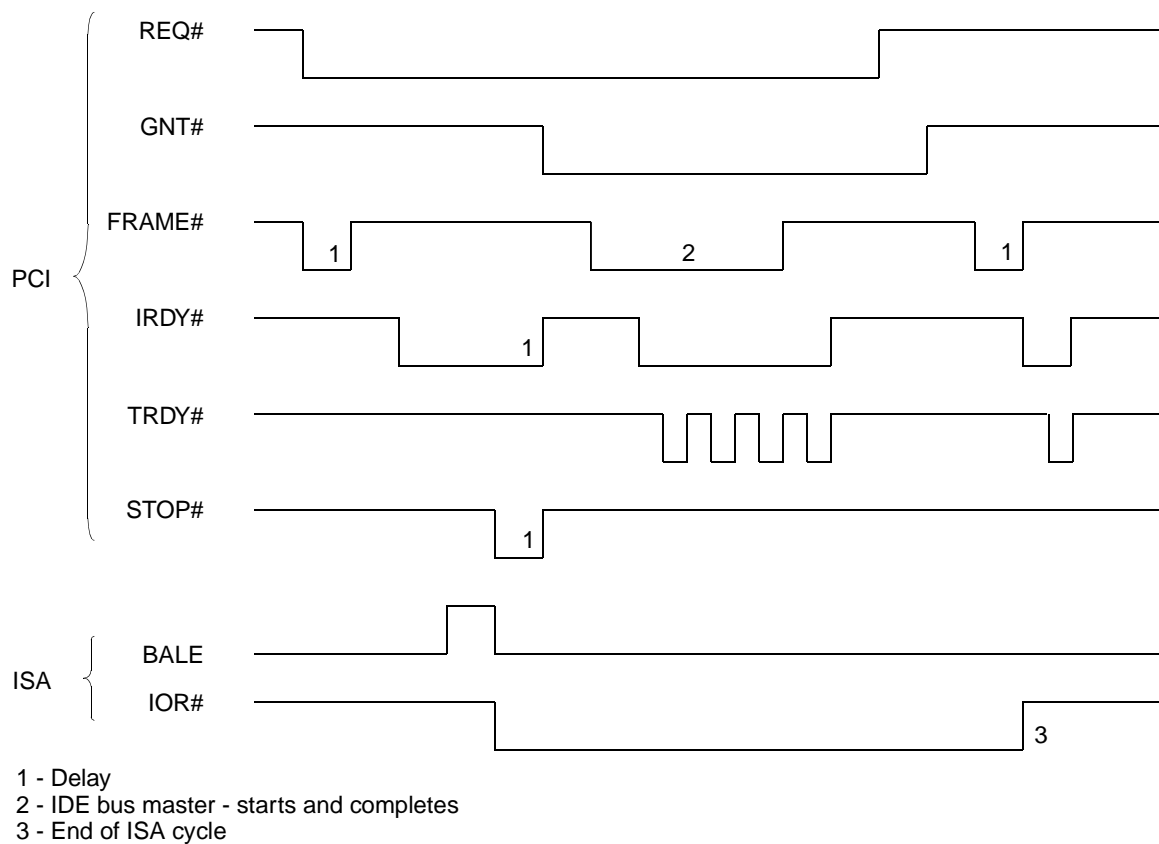 PCI
REQ#
GNT#
FRAME#
1
2
1
IRDY#
1
TRDY#
STOP#
1
ISA
BALE
IOR#
3
1 - Delay
2 - IDE bus master - starts and completes
3 - End of ISA cycle